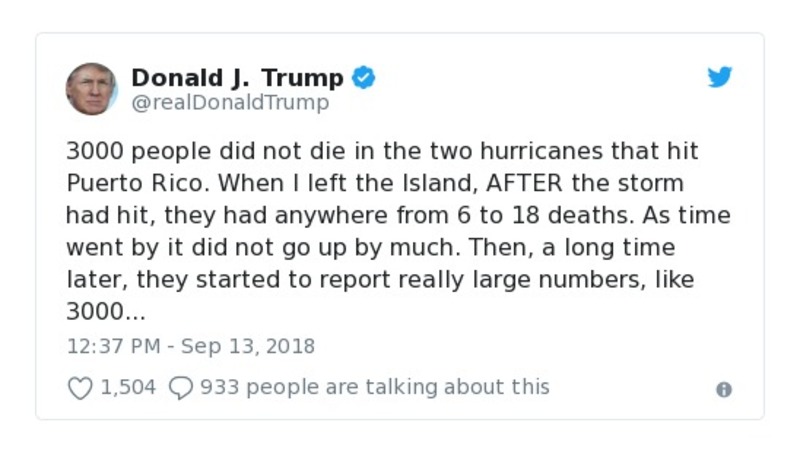 Donald J. Trump
@realDonaldTrump
3000 people did not die in the two hurricanes that hit
Puerto Rico. When I left the Island, AFTER the storm
had hit, they had anywhere from 6 to 18 deaths. As time
went by it did not go up by much. Then, a long time
later, they started to report really large numbers, like
3000...
12:37 PM - Sep 13, 2018
1,504 933 people are talking about this